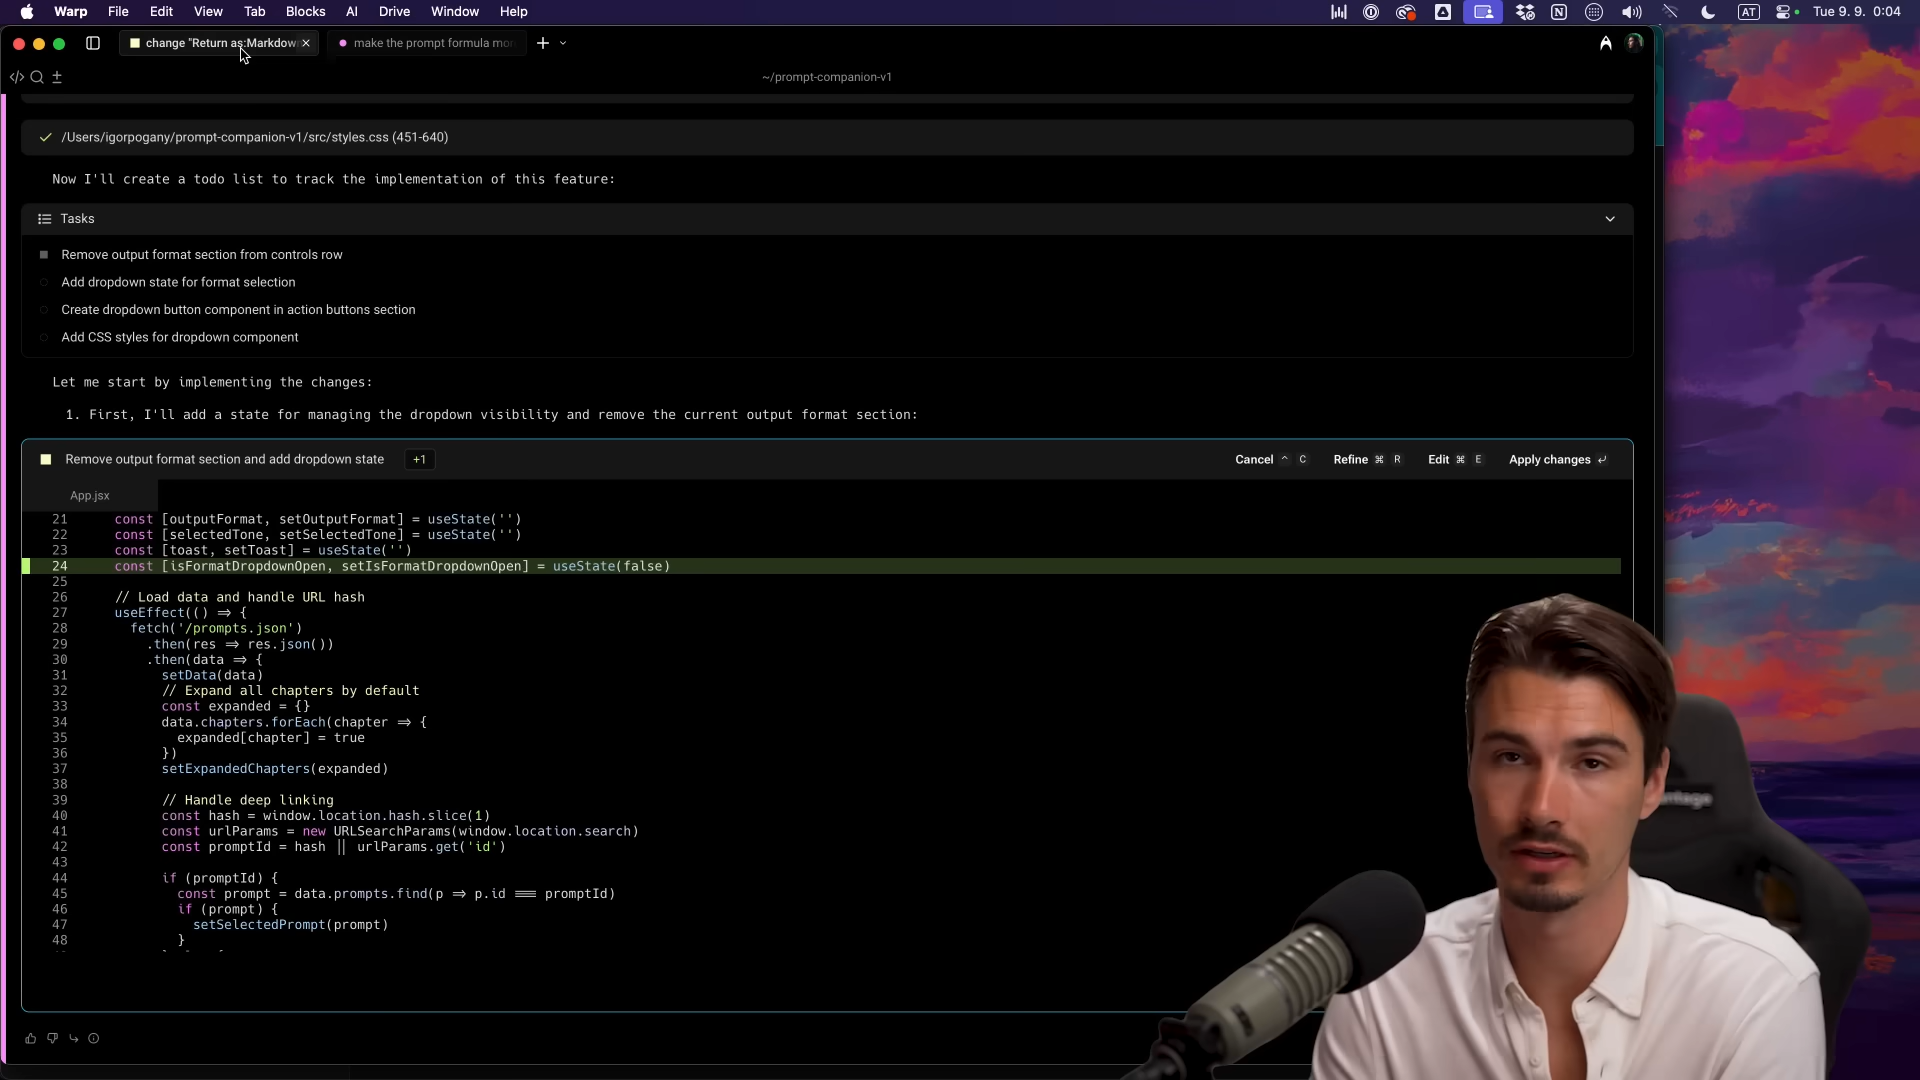 Warp File Edit View Tab Blocks AI Drive Window Help
AT Tue 9. 9. 0:04
change "Return as:Markdow
make the prompt formula mo
~/prompt-companion-v1
/Users/igorpogany/prompt-companion-v1/src/styles.css (451-640)
Now I'll create a todo list to track the implementation of this feature:
Tasks
Remove output format section from controls row
Add dropdown state for format selection
Create dropdown button component in action buttons section
Add CSS styles for dropdown component
Let me start by implementing the changes:
1. First, I'll add a state for managing the dropdown visibility and remove the current output format section:
Remove output format section and add dropdown state +1 Cancel ^ C Refine ⌘ R Edit ⌘ E Apply changes ↵
App.jsx
21 const [outputFormat, setOutputFormat] = useState('')
22 const [selectedTone, setSelectedTone] = useState('')
23 const [toast, setToast] = useState('')
24 const [isFormatDropdownOpen, setIsFormatDropdownOpen] = useState(false)
25
26 // Load data and handle URL hash
27 useEffect(() => {
28 fetch('/prompts.json')
29 .then(res => res.json())
30 .then(data => {
31 setData(data)
32 // Expand all chapters by default
33 const expanded = {}
34 data.chapters.forEach(chapter => {
35 expanded[chapter] = true
36 })
37 setExpandedChapters(expanded)
38
39 // Handle deep linking
40 const hash = window.location.hash.slice(1)
41 const urlParams = new URLSearchParams(window.location.search)
42 const promptId = hash || urlParams.get('id')
43
44 if (promptId) {
45 const prompt = data.prompts.find(p => p.id === promptId)
46 if (prompt) {
47 setSelectedPrompt(prompt)
48 }